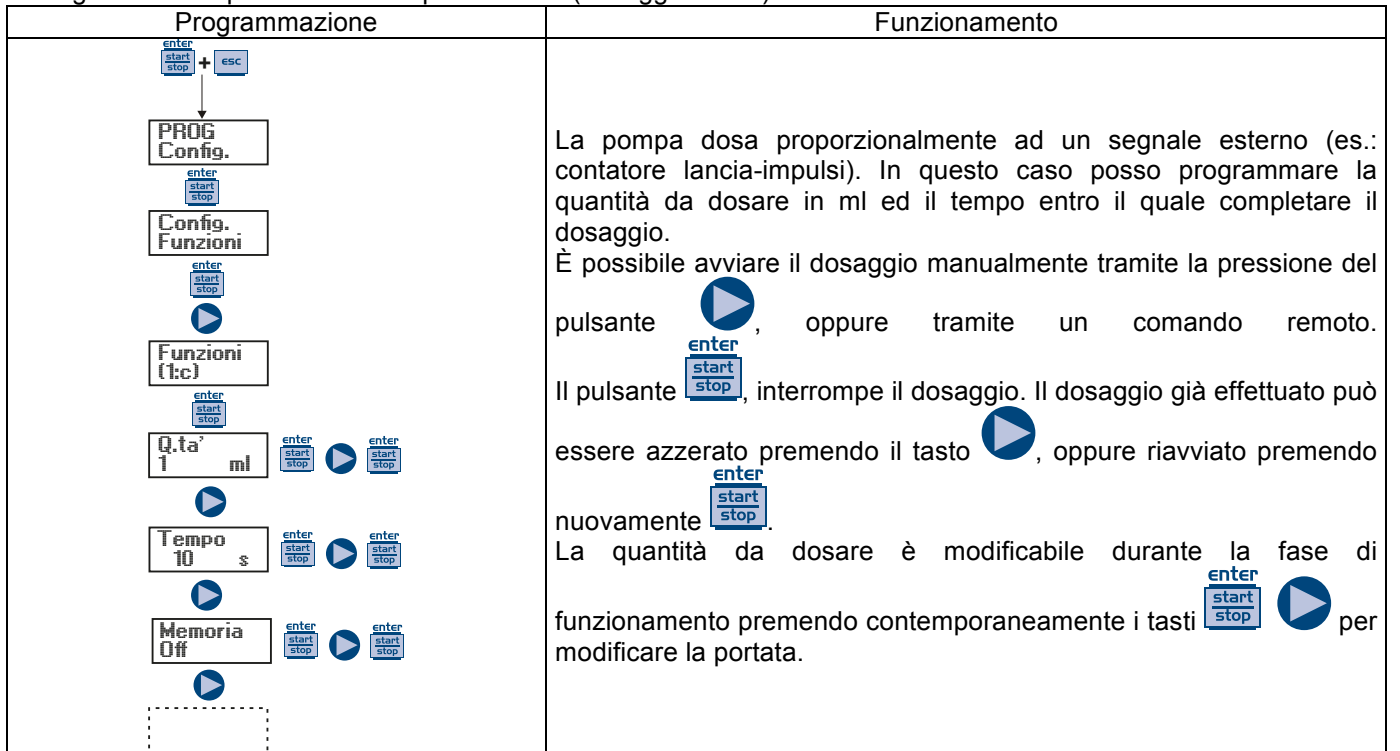 Programmazione
Funzionamento
enter
start
stop
+
esc
PROG
Config.
enter
start
stop
Config.
Funzioni
enter
start
stop
Funzioni
(1:c)
enter
start
stop
Q.ta'
1 ml
enter
start
stop
enter
start
stop
Tempo
10 s
enter
start
stop
enter
start
stop
Memoria
Off
enter
start
stop
enter
start
stop
La pompa dosa proporzionalmente ad un segnale esterno (es.:
contatore lancia-impulsi). In questo caso posso programmare la
quantità da dosare in ml ed il tempo entro il quale completare il
dosaggio.
È possibile avviare il dosaggio manualmente tramite la pressione del
pulsante , oppure tramite un comando remoto.
enter
start
stop
Il pulsante , interrompe il dosaggio. Il dosaggio già effettuato può
essere azzerato premendo il tasto , oppure riavviato premendo
enter
start
stop
nuovamente .
La quantità da dosare è modificabile durante la fase di
enter
start
stop
funzionamento premendo contemporaneamente i tasti per
modificare la portata.